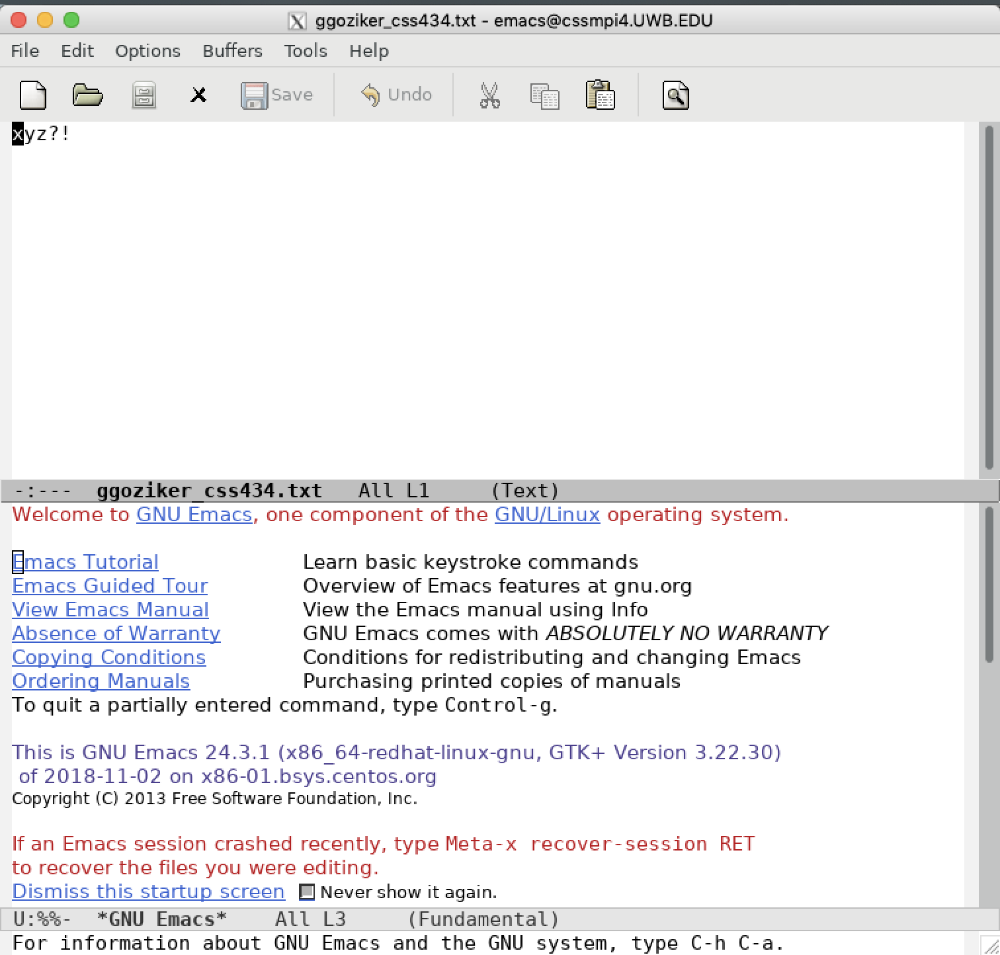 ggoziker_css434.txt - emacs@cssmpi4.UWB.EDU
File Edit Options Buffers Tools Help
Save Undo
xyz?!
-:--- ggoziker_css434.txt All L1 (Text)
Welcome to GNU Emacs, one component of the GNU/Linux operating system.
Emacs Tutorial Learn basic keystroke commands
Emacs Guided Tour Overview of Emacs features at gnu.org
View Emacs Manual View the Emacs manual using Info
Absence of Warranty GNU Emacs comes with ABSOLUTELY NO WARRANTY
Copying Conditions Conditions for redistributing and changing Emacs
Ordering Manuals Purchasing printed copies of manuals
To quit a partially entered command, type Control-g.
This is GNU Emacs 24.3.1 (x86_64-redhat-linux-gnu, GTK+ Version 3.22.30)
of 2018-11-02 on x86-01.bsys.centos.org
Copyright (C) 2013 Free Software Foundation, Inc.
If an Emacs session crashed recently, type Meta-x recover-session RET
to recover the files you were editing.
Dismiss this startup screen Never show it again.
U:%%- *GNU Emacs* All L3 (Fundamental)
For information about GNU Emacs and the GNU system, type C-h C-a.